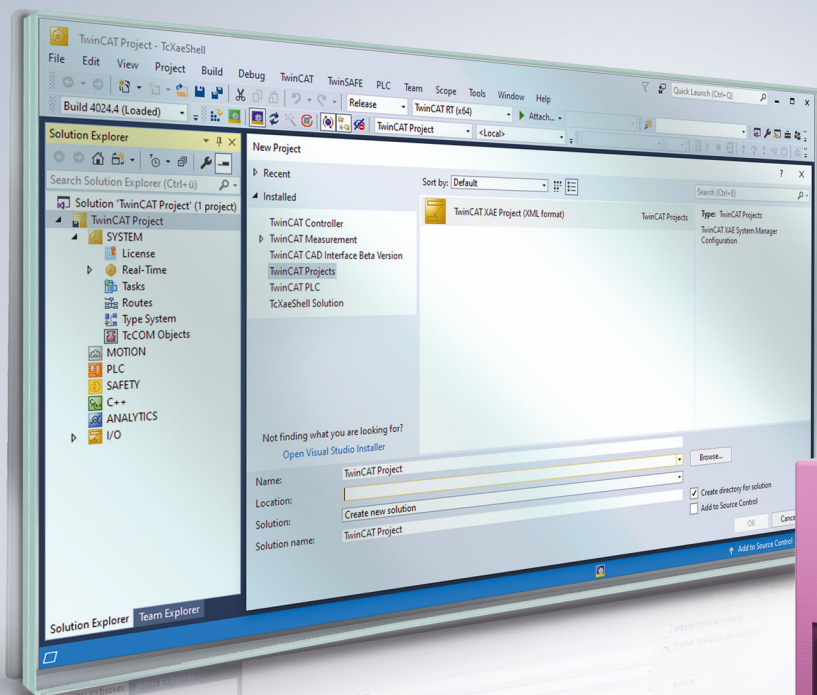 TwinCAT Project - TcXaeShell
File Edit View Project Build Debug TwinCAT TwinSAFE PLC Team Scope Tools Window Help
Quick Launch (Ctrl+Q)
Release TwinCAT RT (x64) Attach...
Build 4024.4 (Loaded) TwinCAT Project <Local>
Solution Explorer
Search Solution Explorer (Ctrl+ü)
Solution 'TwinCAT Project' (1 project)
TwinCAT Project
SYSTEM
License
Real-Time
Tasks
Routes
Type System
TcCOM Objects
MOTION
PLC
SAFETY
C++
ANALYTICS
I/O
Solution Explorer Team Explorer
New Project
? X
Recent
Installed
TwinCAT Controller
TwinCAT Measurement
TwinCAT CAD Interface Beta Version
TwinCAT Projects
TwinCAT PLC
TcXaeShell Solution
Not finding what you are looking for?
Open Visual Studio Installer
Sort by: Default
TwinCAT XAE Project (XML format) TwinCAT Projects
Search (Ctrl+E)
Type: TwinCAT Projects
TwinCAT XAE System Manager
Configuration
Name: TwinCAT Project
Location:
Browse...
Solution: Create new solution
Solution name: TwinCAT Project
Create directory for solution
Add to Source Control
OK Cance
Add to Source Control